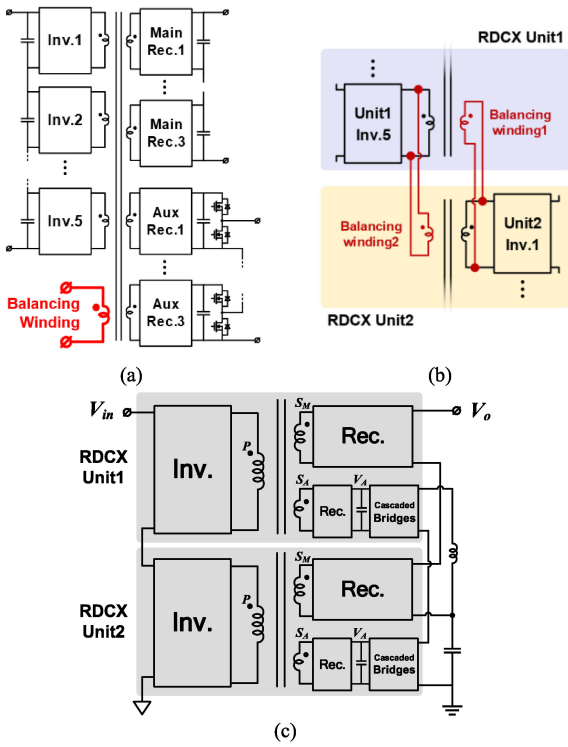 Inv.1
Main
Rec.1
Inv.2
Main
Rec.3
Inv.5
Aux
Rec.1
Balancing
Winding
Aux
Rec.3
(a)
RDCX Unit1
Unit1
Inv.5
Balancing
winding1
Balancing
winding2
Unit2
Inv.1
RDCX Unit2
(b)
Vin
Vo
RDCX
Unit1
Inv.
P
SM
Rec.
SA
Rec.
VA
Cascaded
Bridges
RDCX
Unit2
Inv.
P
SM
Rec.
SA
Rec.
VA
Cascaded
Bridges
(c)